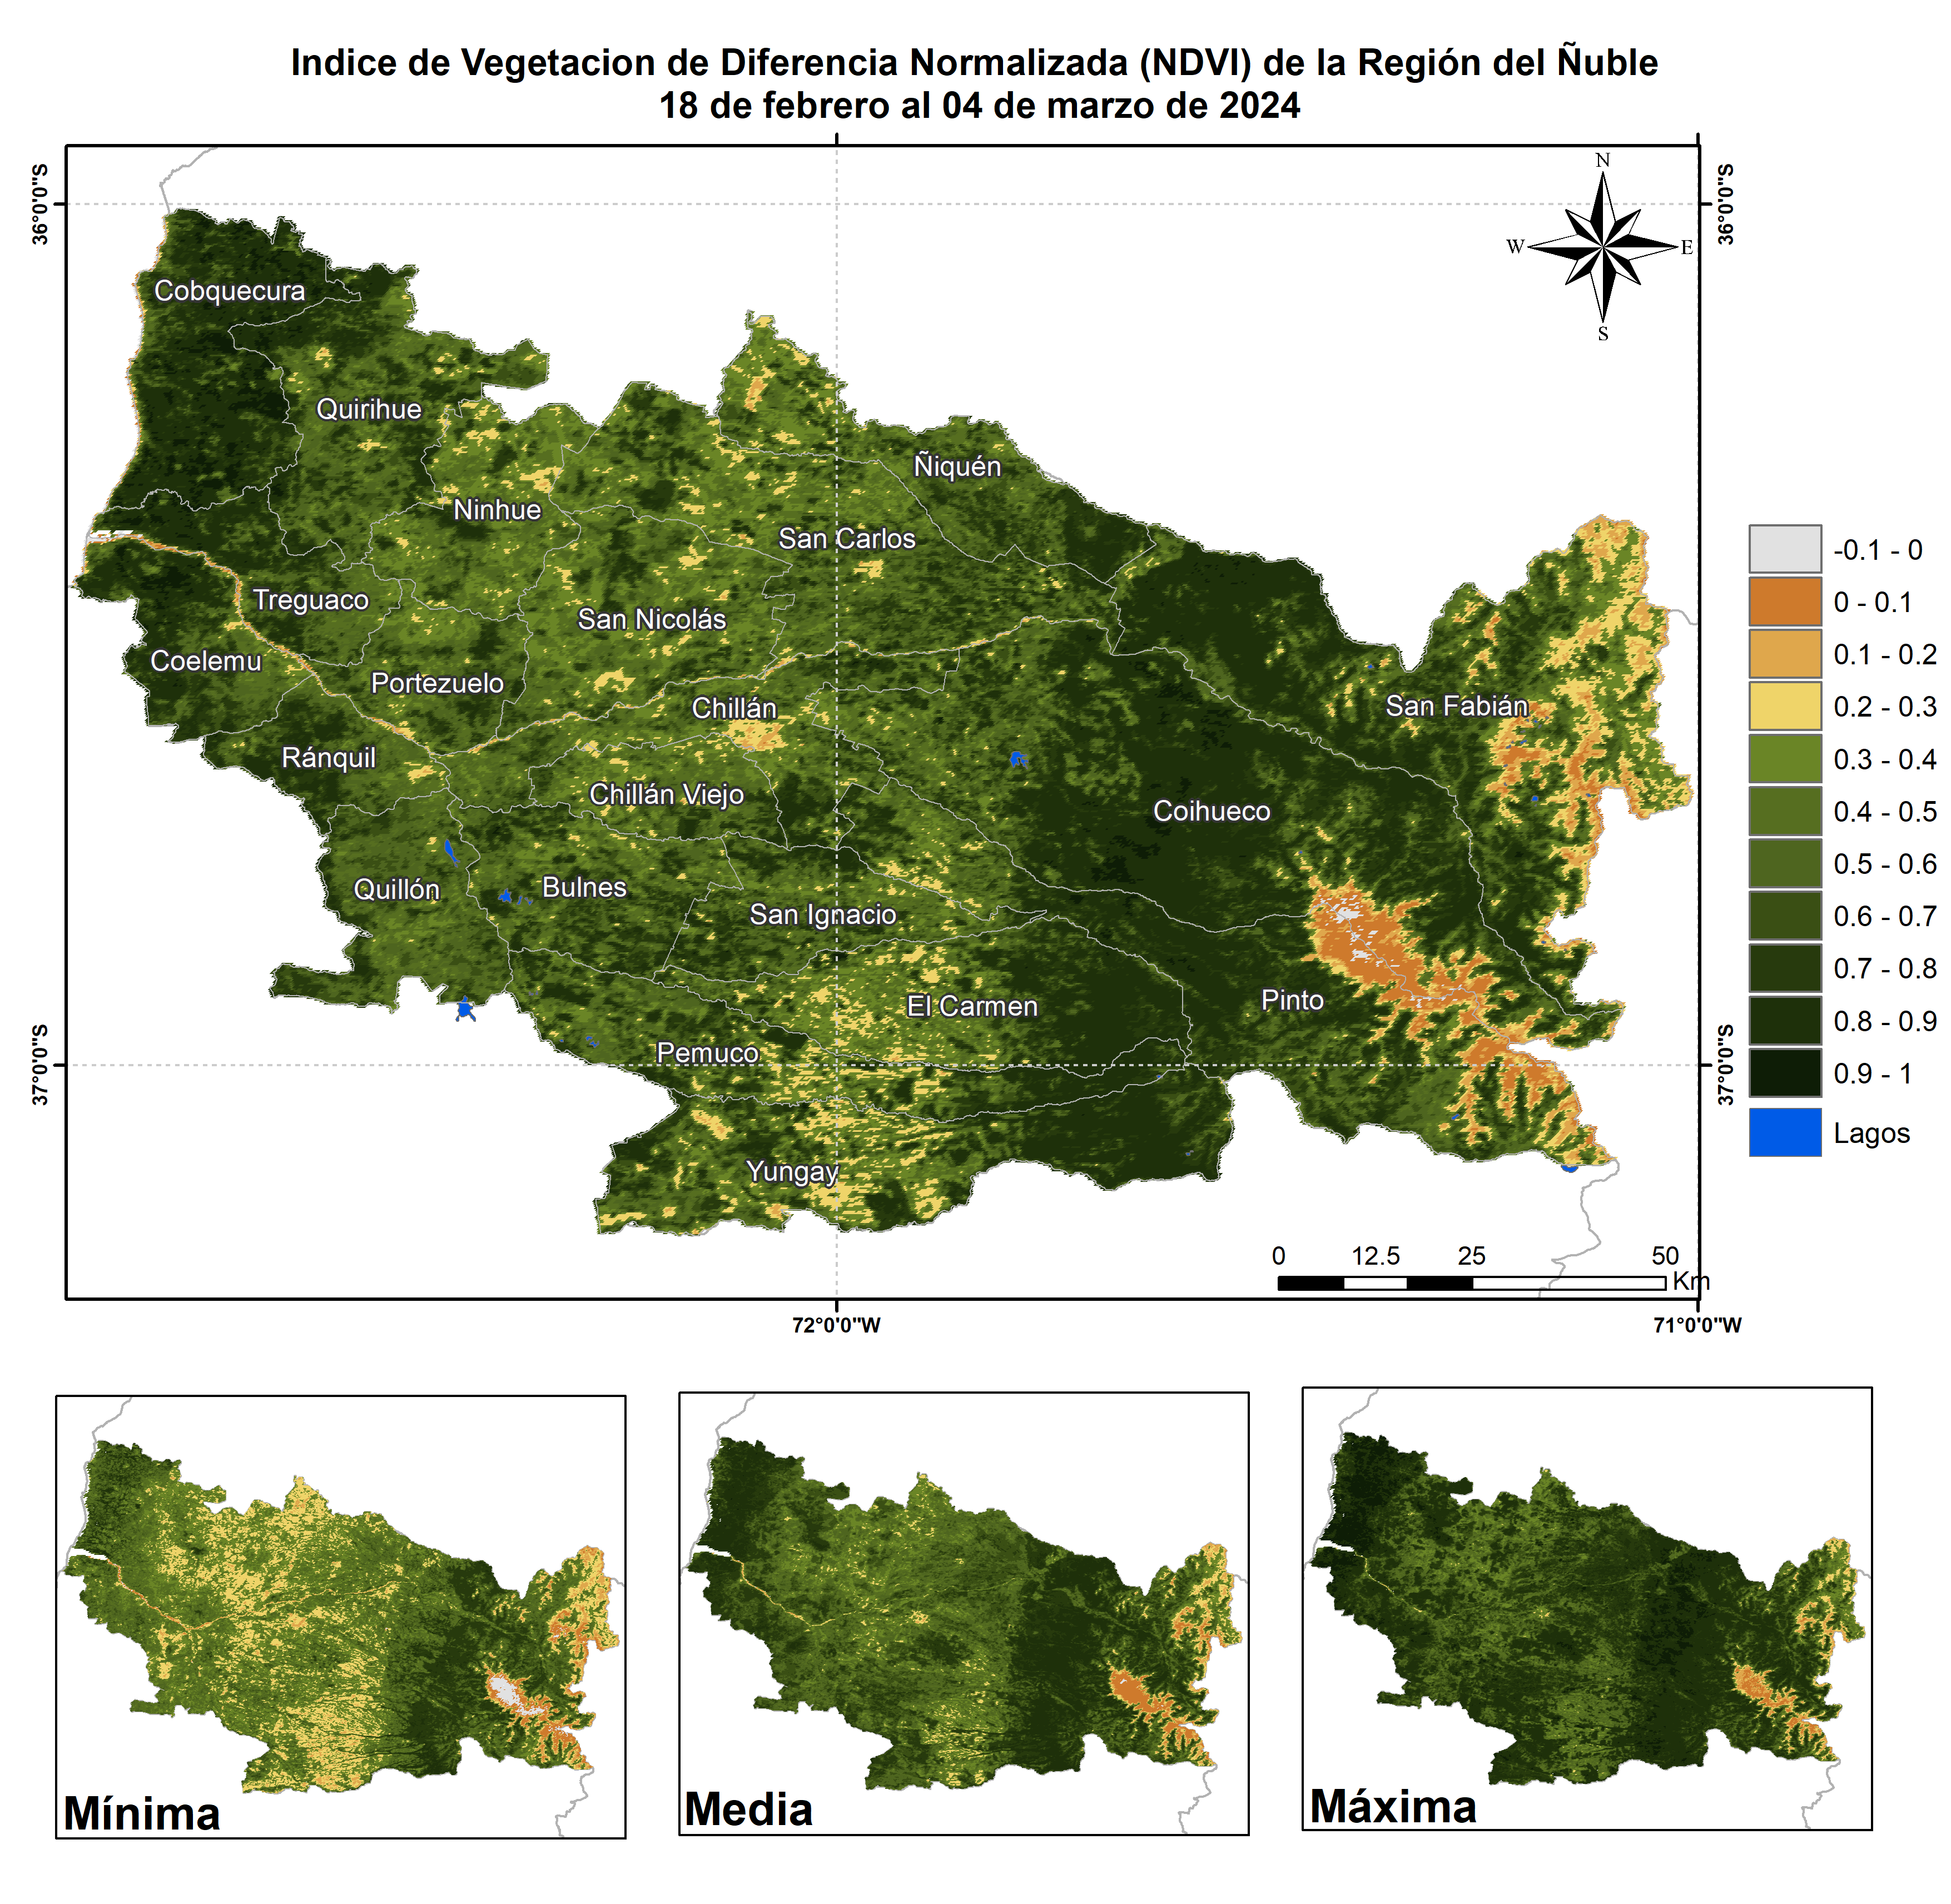 Indice de Vegetacion de Diferencia Normalizada (NDVI) de la Región del Ñuble
18 de febrero al 04 de marzo de 2024
36°0'0"S
36°0'0"S
N
W
E
S
Cobquecura
Quirihue
Ñiquén
Ninhue
San Carlos
Treguaco
San Nicolás
Coelemu
Portezuelo
Chillán
San Fabián
Ránquil
Chillán Viejo
Coihueco
Quillón
Bulnes
San Ignacio
El Carmen
Pinto
Pemuco
Yungay
37°0'0"S
37°0'0"S
0 12.5 25 50
Km
72°0'0"W
71°0'0"W
-0.1 - 0
0 - 0.1
0.1 - 0.2
0.2 - 0.3
0.3 - 0.4
0.4 - 0.5
0.5 - 0.6
0.6 - 0.7
0.7 - 0.8
0.8 - 0.9
0.9 - 1
Lagos
Mínima
Media
Máxima